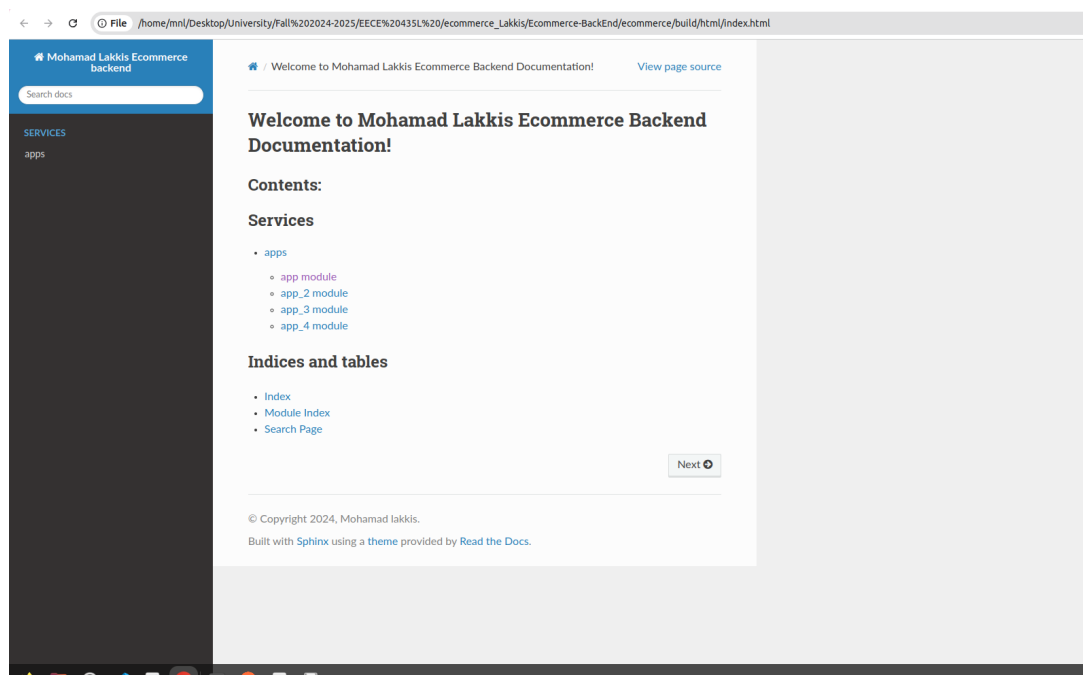 File /home/mnl/Desktop/University/Fall%202024-2025/EECE%20435L%20/ecommerce_Lakkis/Ecommerce-BackEnd/ecommerce/build/html/index.html
Mohamad Lakkis Ecommerce
backend
Search docs
SERVICES
apps
/ Welcome to Mohamad Lakkis Ecommerce Backend Documentation! View page source
Welcome to Mohamad Lakkis Ecommerce Backend
Documentation!
Contents:
Services
• apps
◦ app module
◦ app_2 module
◦ app_3 module
◦ app_4 module
Indices and tables
• Index
• Module Index
• Search Page
Next
© Copyright 2024, Mohamad lakkis.
Built with Sphinx using a theme provided by Read the Docs.